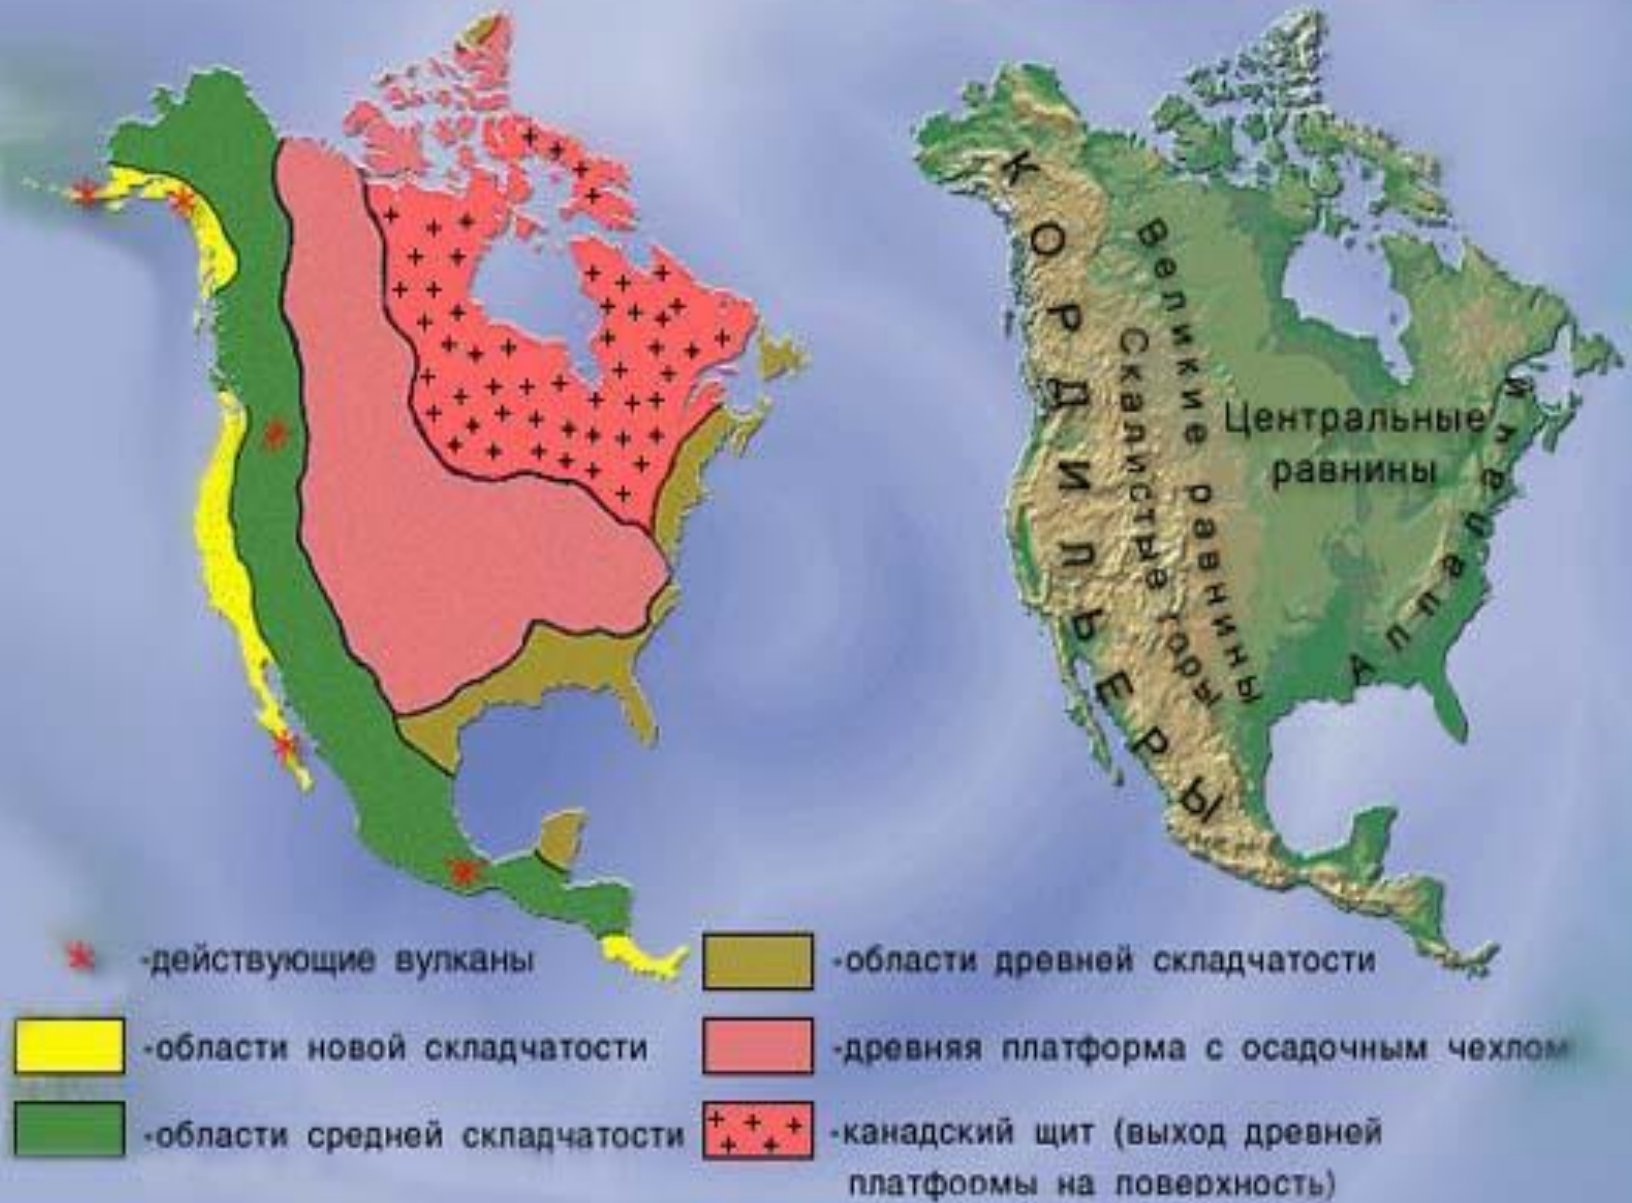 КОРДИЛЬЕРЫ
Скалистые горы
Великие равнины
Центральные
равнины
Аппалачи
-действующие вулканы
-области новой складчатости
-области средней складчатости
-области древней складчатости
-древняя платформа с осадочным чехлом
-канадский щит (выход древней
платформы на поверхность)